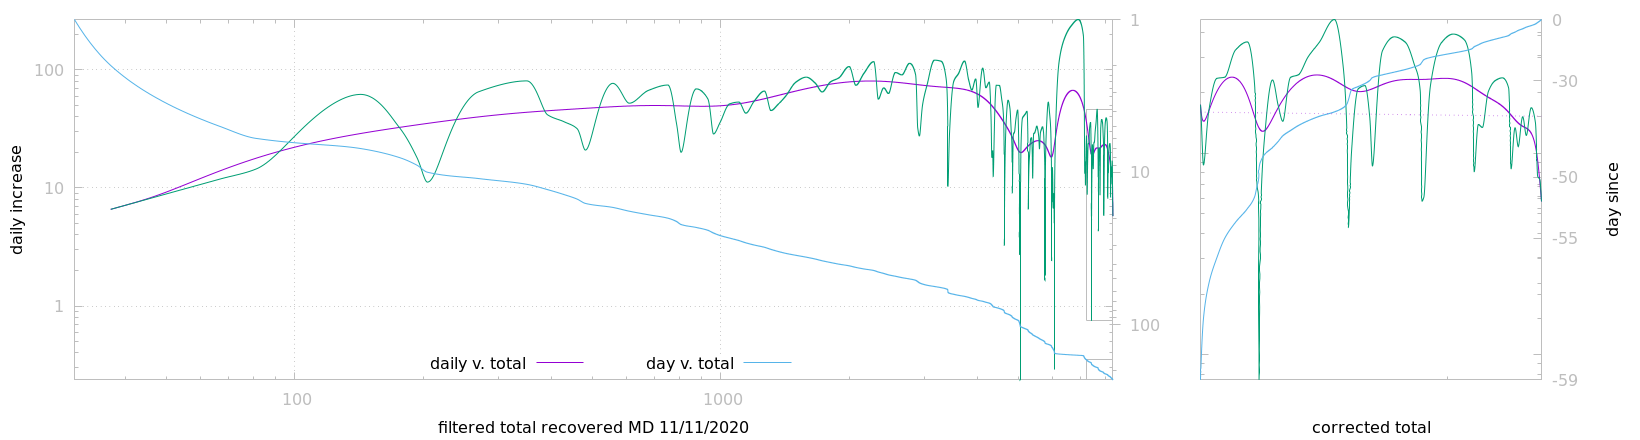 100
10
1
daily increase
100
1000
filtered total recovered MD 11/11/2020
daily v. total
day v. total
1
10
100
0
-30
-50
-55
-59
day since
corrected total